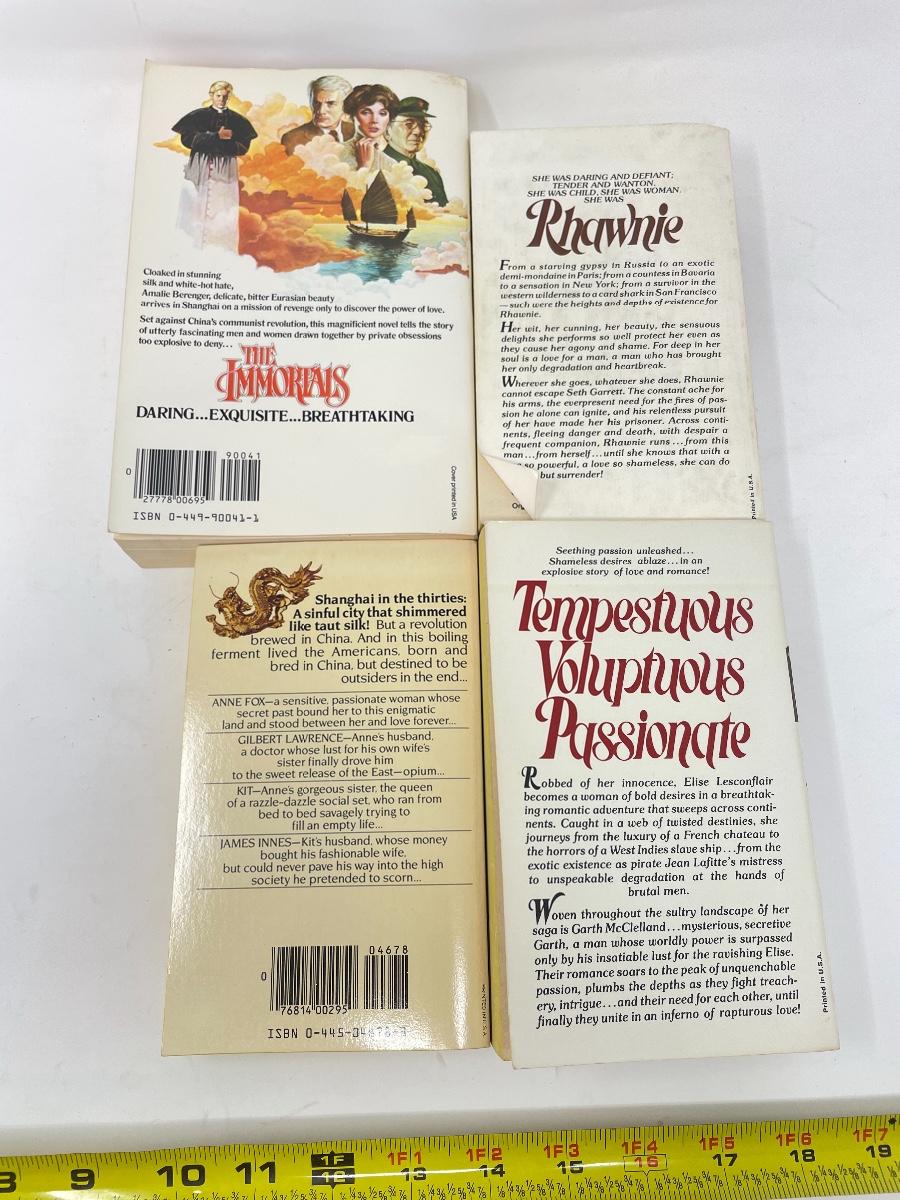 Cloaked in stunning
silk and white-hot hate,
Amalie Berenger, delicate, bitter Eurasian beauty
arrives in Shanghai on a mission of revenge only to discover the power of love.
Set against China's communist revolution, this magnificent novel tells the story
of utterly fascinating men and women drawn together by private obsessions
too explosive to deny...
THE
IMMORTALS
DARING...EXQUISITE...BREATHTAKING
90041
0
27778 00695
ISBN 0-449-90041-1
Cover printed in USA
SHE WAS DARING AND DEFIANT;
TENDER AND WANTON.
SHE WAS CHILD, SHE WAS WOMAN.
SHE WAS
Rhawnie
From a starving gypsy in Russia to an exotic
demi-mondaine in Paris; from a countess in Bavaria
to a sensation in New York; from a survivor in the
western wilderness to a card shark in San Francisco
—such were the heights and depths of existence for
Rhawnie.
Her wit, her cunning, her beauty, the sensuous
delights she performs so well protect her even as
they cause her agony and shame. For deep in her
soul is a love for a man, a man who has brought
her only degradation and heartbreak.
Wherever she goes, whatever she does, Rhawnie
cannot escape Seth Garrett. The constant ache for
his arms, the everpresent need for the fires of pas-
sion he alone can ignite, and his relentless pursuit
of her have made her his prisoner. Across conti-
nents, fleeing danger and death, with despair a
frequent companion, Rhawnie runs...from this
man...from herself...until she knows that with a
so powerful, a love so shameless, she can do
but surrender!
Printed in U.S.A.
Shanghai in the thirties:
A sinful city that shimmered
like taut silk! But a revolution
brewed in China. And in this boiling
ferment lived the Americans, born and
bred in China, but destined to be
outsiders in the end...
ANNE FOX—a sensitive, passionate woman whose
secret past bound her to this enigmatic
land and stood between her and love forever...
GILBERT LAWRENCE—Anne's husband,
a doctor whose lust for his own wife's
sister finally drove him
to the sweet release of the East—opium...
KIT—Anne's gorgeous sister, the queen
of a razzle-dazzle social set, who ran from
bed to bed savagely trying to
fill an empty life...
JAMES INNES—Kit's husband, whose money
bought his fashionable wife,
but could never pave his way into the high
society he pretended to scorn...
04678
0
76814 00295
ISBN 0-445-04678-3
PRINTED IN U.S.A.
Seething passion unleashed...
Shameless desires ablaze...in an
explosive story of love and romance!
Tempestuous
Voluptuous
Passionate
Robbed of her innocence, Elise Lesconflair
becomes a woman of bold desires in a breathtak-
ing romantic adventure that sweeps across conti-
nents. Caught in a web of twisted destinies, she
journeys from the luxury of a French chateau to
the horrors of a West Indies slave ship...from the
exotic existence as pirate Jean Lafitte's mistress
to unspeakable degradation at the hands of
brutal men.
Woven throughout the sultry landscape of her
saga is Garth McClelland...mysterious, secretive
Garth, a man whose worldly power is surpassed
only by his insatiable lust for the ravishing Elise.
Their romance soars to the peak of unquenchable
passion, plumbs the depths as they fight treach-
ery, intrigue...and their need for each other, until
finally they unite in an inferno of rapturous love!
Printed in U.S.A.
1F 1F1 1F2 1F3 1F4 1F5 1F6 1F7
8 9 10 11 12 13 14 15 16 17 18 19